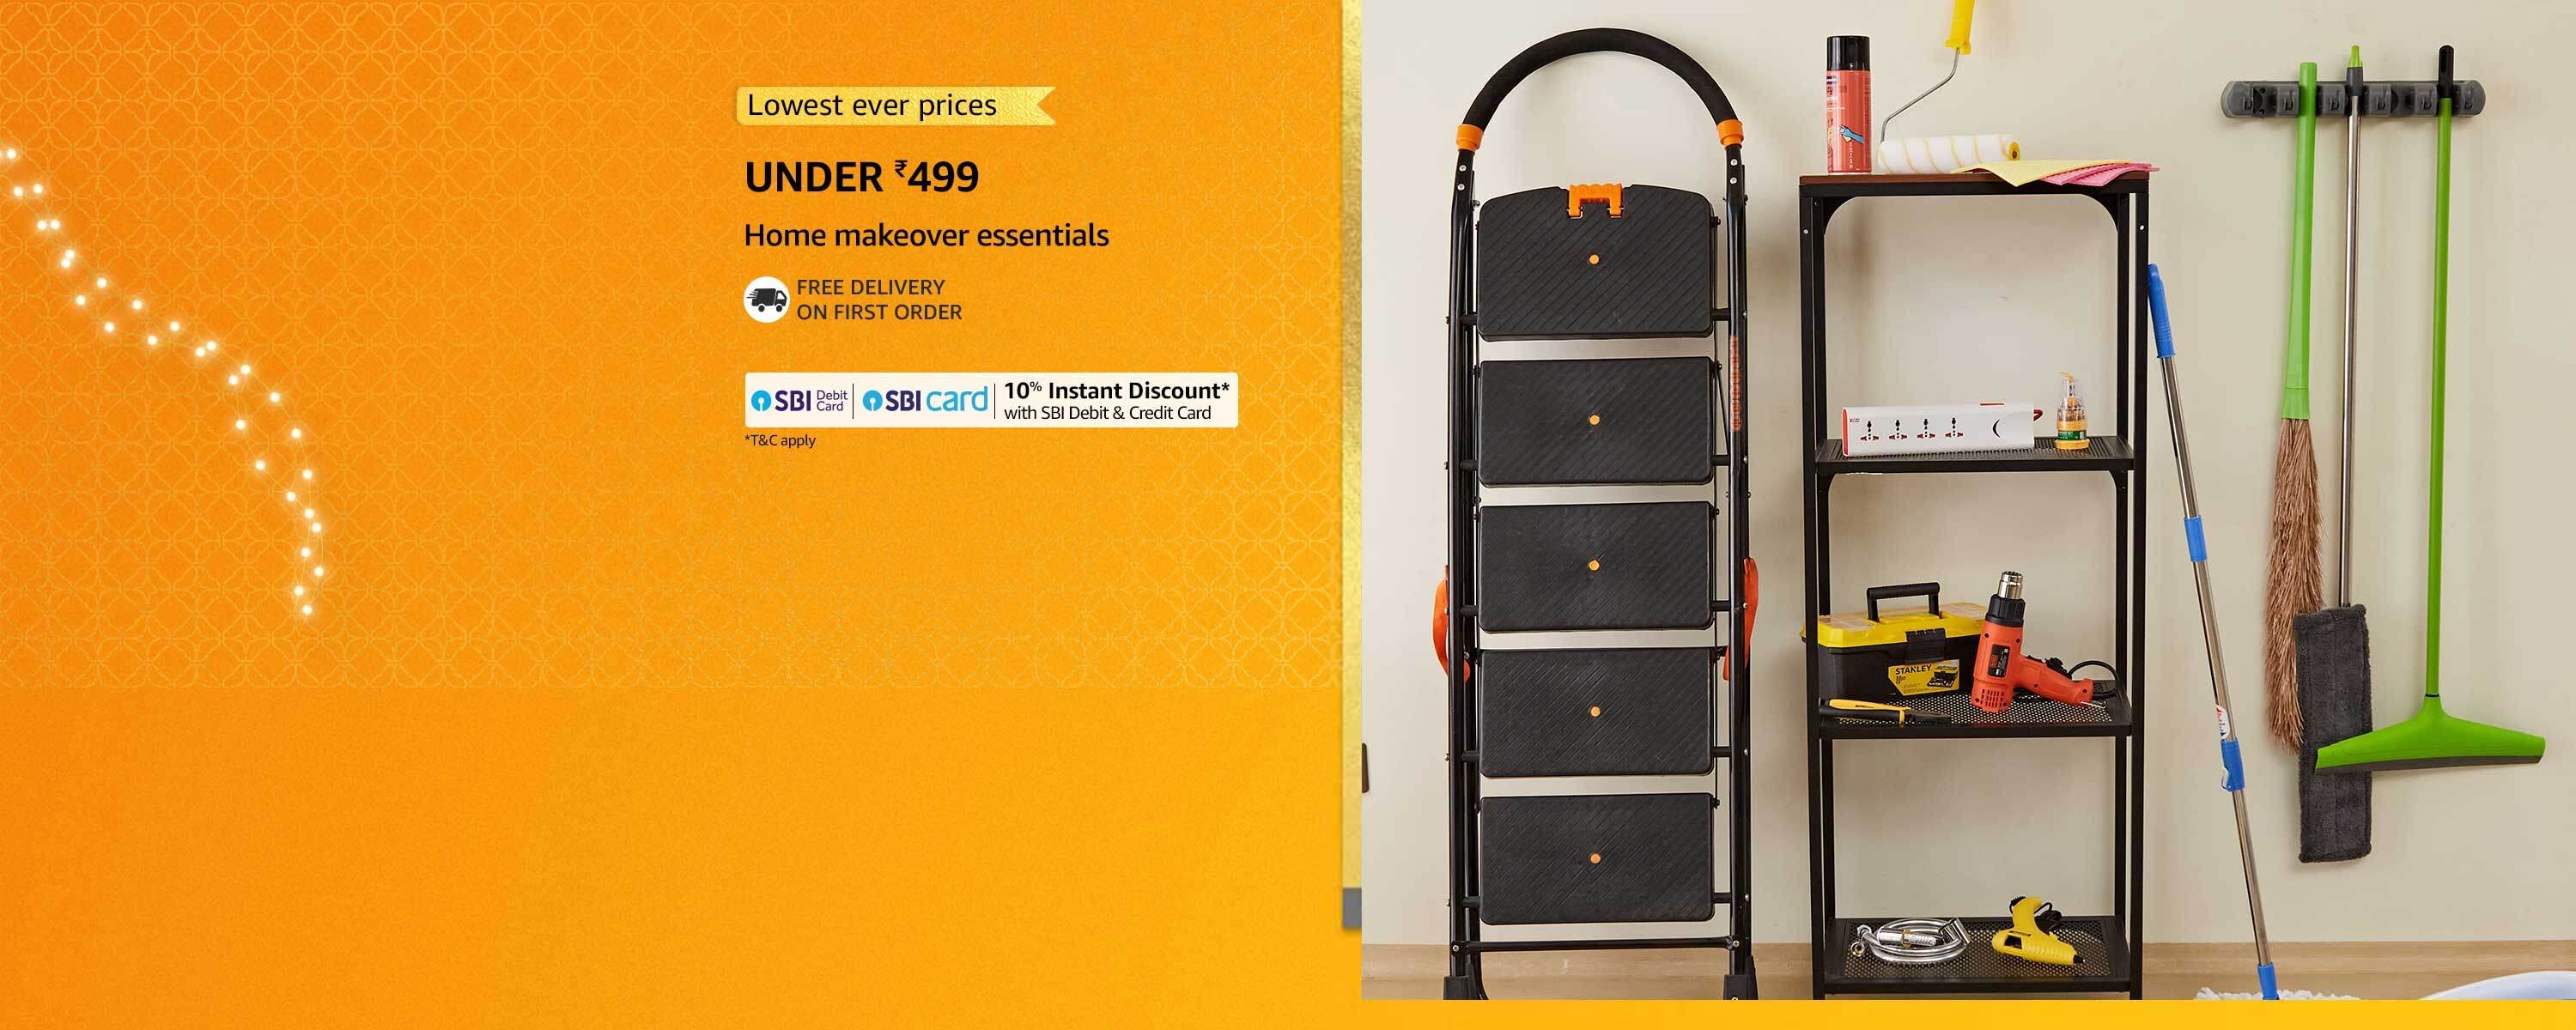 Lowest ever prices
UNDER ₹499
Home makeover essentials
FREE DELIVERY
ON FIRST ORDER
SBI Debit Card
SBI card
10% Instant Discount*
with SBI Debit & Credit Card
*T&C apply
STANLEY